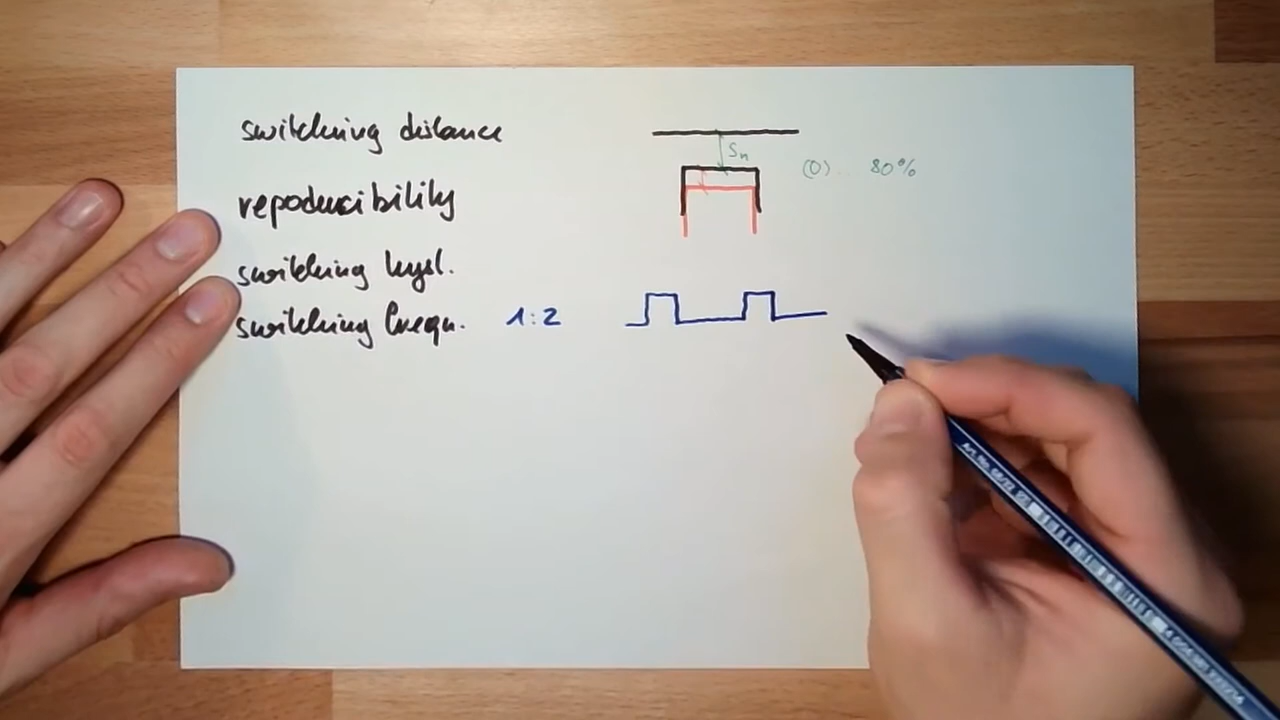 switching distance
Sn
(0) ... 80%
repoducibility
switching hyst.
switching frequ. 1:2